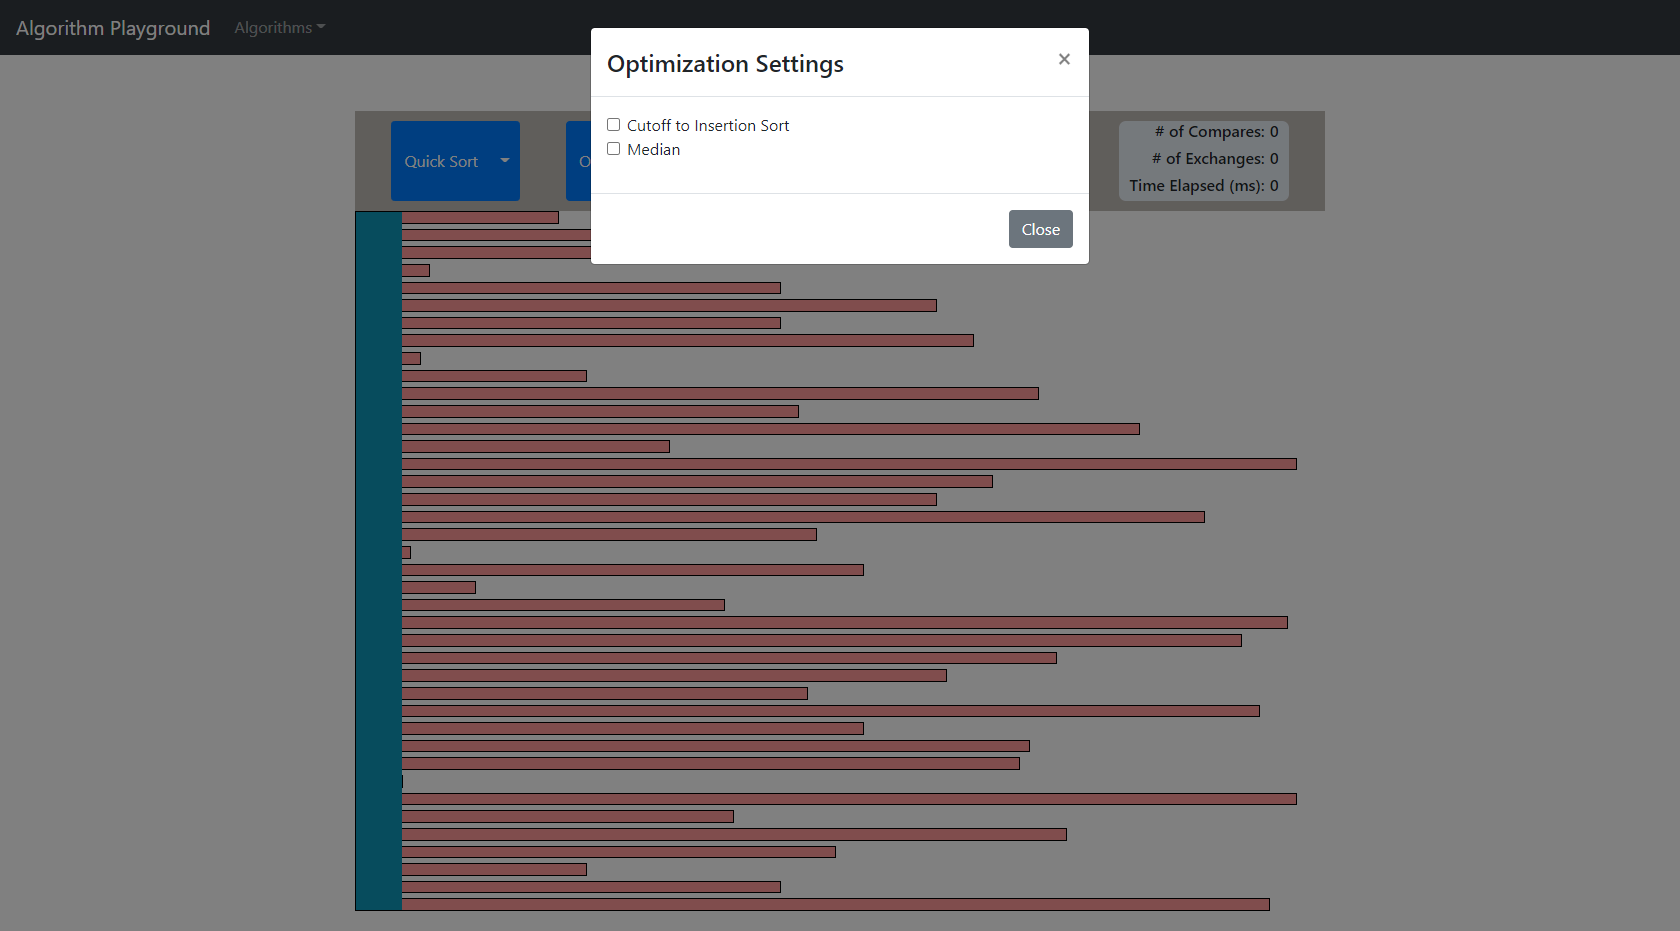 Algorithm Playground
Algorithms
Optimization Settings
×
Cutoff to Insertion Sort
Median
Close
Quick Sort
# of Compares: 0
# of Exchanges: 0
Time Elapsed (ms): 0